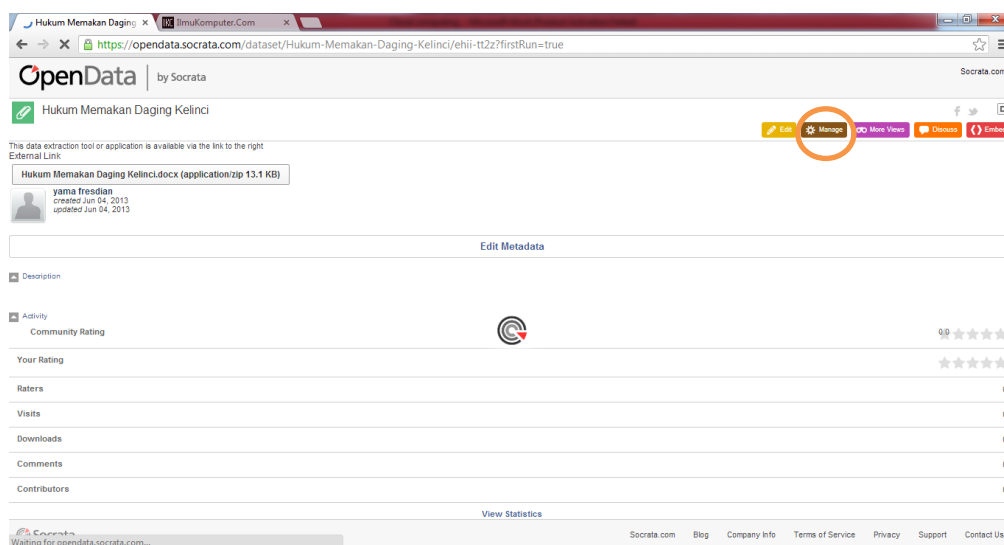 Hukum Memakan Daging
IlmuKomputer.Com
https://opendata.socrata.com/dataset/Hukum-Memakan-Daging-Kelinci/ehii-tt2z?firstRun=true
OpenData by Socrata
Socrata.com
Hukum Memakan Daging Kelinci
Edit Manage More Views Discuss Embed
This data extraction tool or application is available via the link to the right
External Link
Hukum Memakan Daging Kelinci.docx (application/zip 13.1 KB)
yama fresdian
created Jun 04, 2013
updated Jun 04, 2013
Edit Metadata
Description
Activity
Community Rating
Your Rating
Raters
Visits
Downloads
Comments
Contributors
View Statistics
Socrata
Socrata.com Blog Company Info Terms of Service Privacy Support Contact Us
Waiting for opendata.socrata.com...